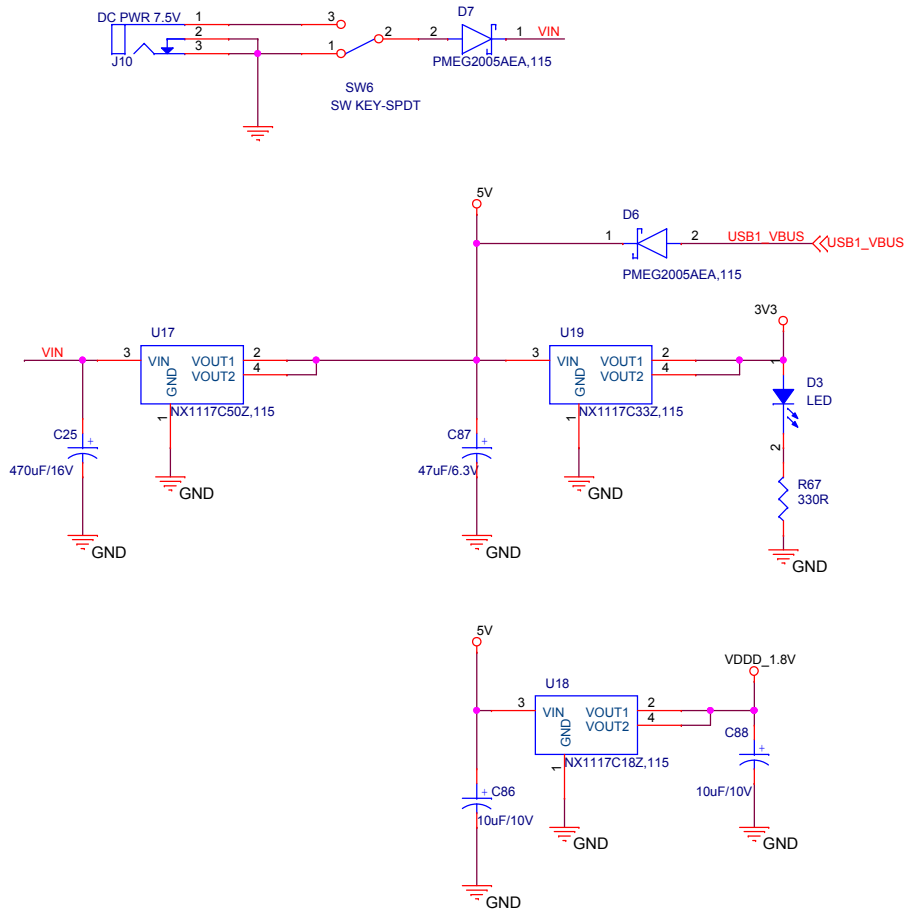 DC PWR 7.5V
1
2
3
J10
3
1
2
SW6
SW KEY-SPDT
D7
2
1
VIN
PMEG2005AEA,115
5V
D6
1
2
USB1_VBUS
USB1_VBUS
PMEG2005AEA,115
3V3
VIN
3
U17
VIN
VOUT1
VOUT2
GND
2
4
1
NX1117C50Z,115
3
U19
VIN
VOUT1
VOUT2
GND
2
4
1
NX1117C33Z,115
1
D3
LED
2
C25
+
470uF/16V
GND
GND
C87
+
47uF/6.3V
GND
GND
R67
330R
GND
5V
VDDD_1.8V
3
U18
VIN
VOUT1
VOUT2
GND
2
4
1
NX1117C18Z,115
C88
+
10uF/10V
GND
+
C86
10uF/10V
GND
GND